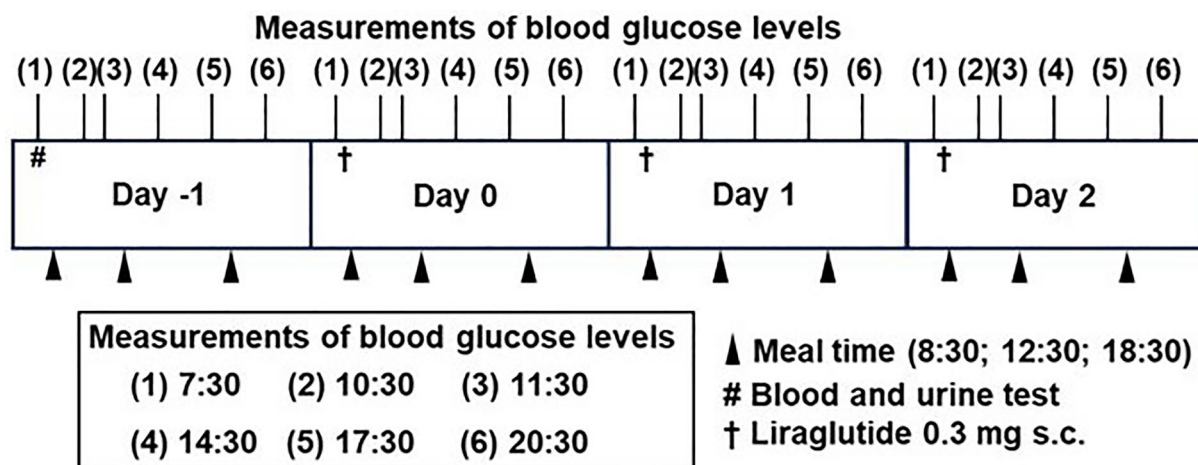 Measurements of blood glucose levels
(1) (2)(3) (4) (5) (6) (1) (2)(3) (4) (5) (6) (1) (2)(3) (4) (5) (6) (1) (2)(3) (4) (5) (6)
# † † †
Day -1 Day 0 Day 1 Day 2
Measurements of blood glucose levels
(1) 7:30 (2) 10:30 (3) 11:30
(4) 14:30 (5) 17:30 (6) 20:30
▲ Meal time (8:30; 12:30; 18:30)
# Blood and urine test
† Liraglutide 0.3 mg s.c.